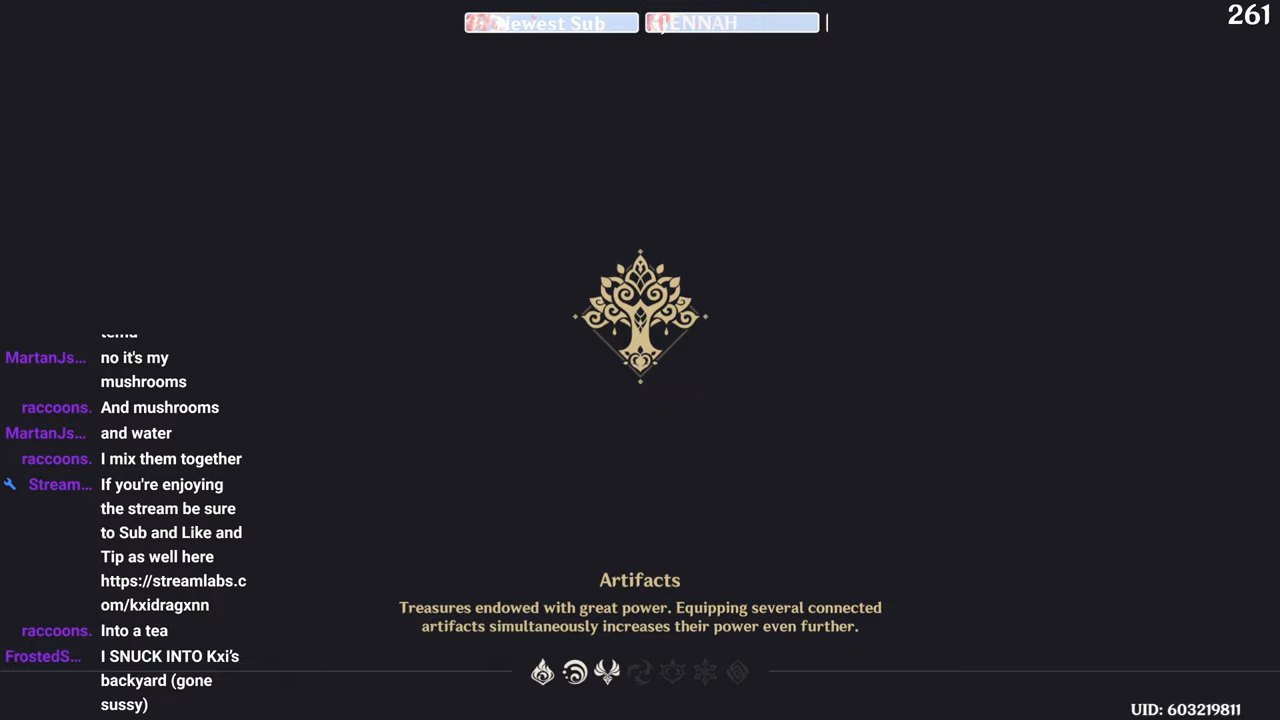 Newest Sub
261
MartanJs... no it's my
mushrooms
raccoons. And mushrooms
MartanJs... and water
raccoons. I mix them together
Stream... If you're enjoying
the stream be sure
to Sub and Like and
Tip as well here
https://streamlabs.c
om/kxidragxnn
raccoons. Into a tea
FrostedS... I SNUCK INTO Kxi's
backyard (gone
sussy)
Artifacts
Treasures endowed with great power. Equipping several connected
artifacts simultaneously increases their power even further.
UID: 603219811